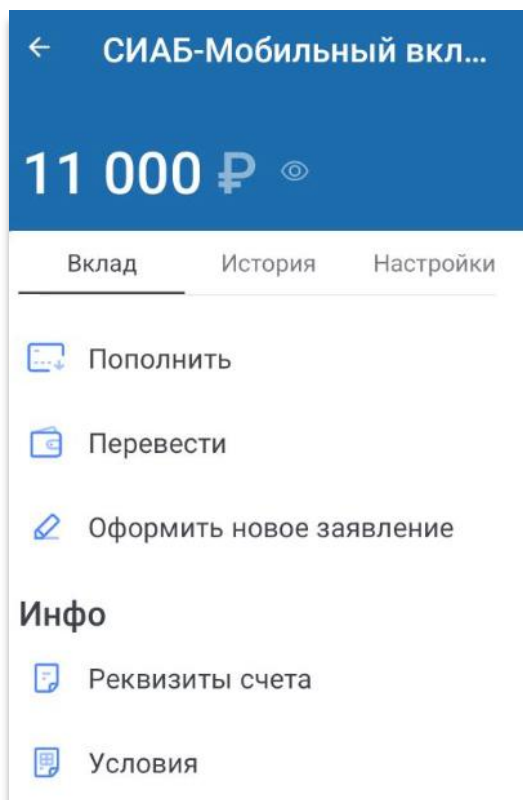 СИАБ-Мобильный вкл...
11 000 ₽
Вклад История Настройки
Пополнить
Перевести
Оформить новое заявление
Инфо
Реквизиты счета
Условия